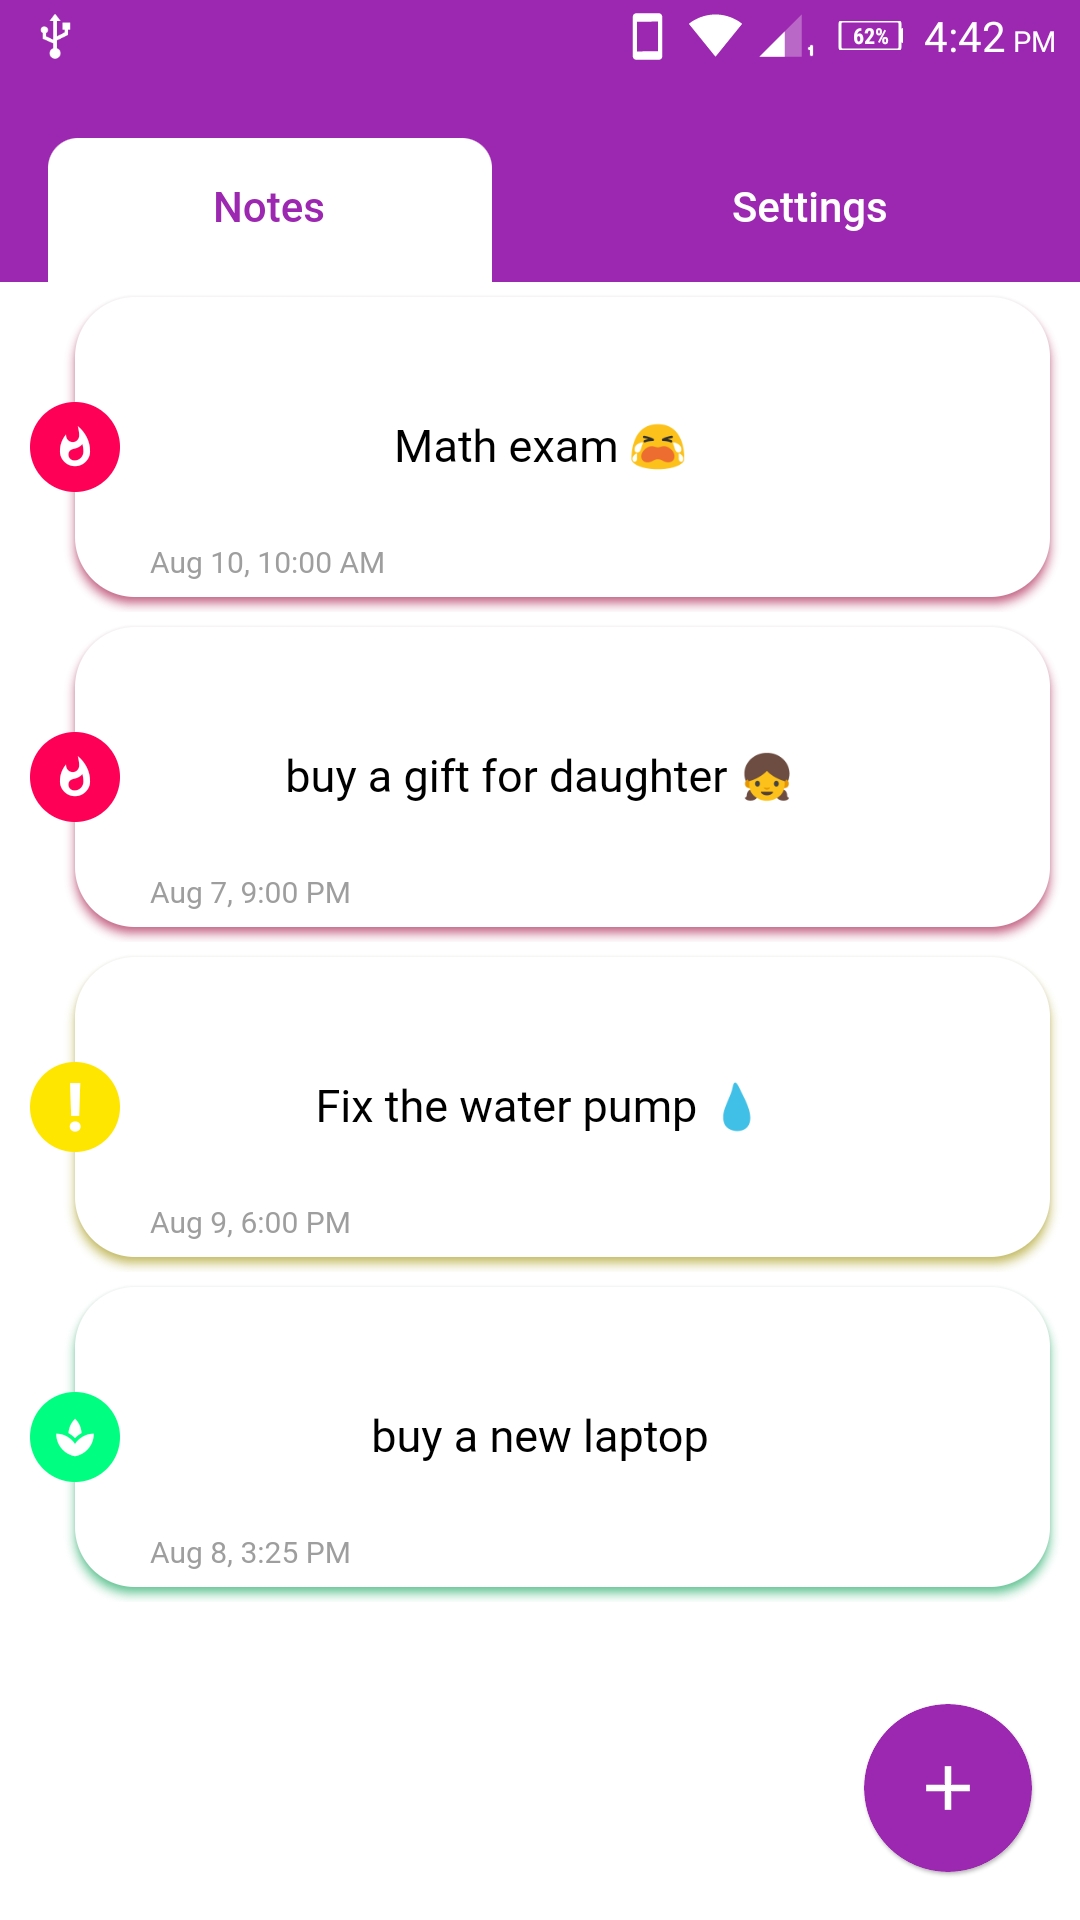 62% 4:42 PM
Notes Settings
Math exam 😭
Aug 10, 10:00 AM
buy a gift for daughter 👧
Aug 7, 9:00 PM
Fix the water pump 💧
Aug 9, 6:00 PM
buy a new laptop
Aug 8, 3:25 PM